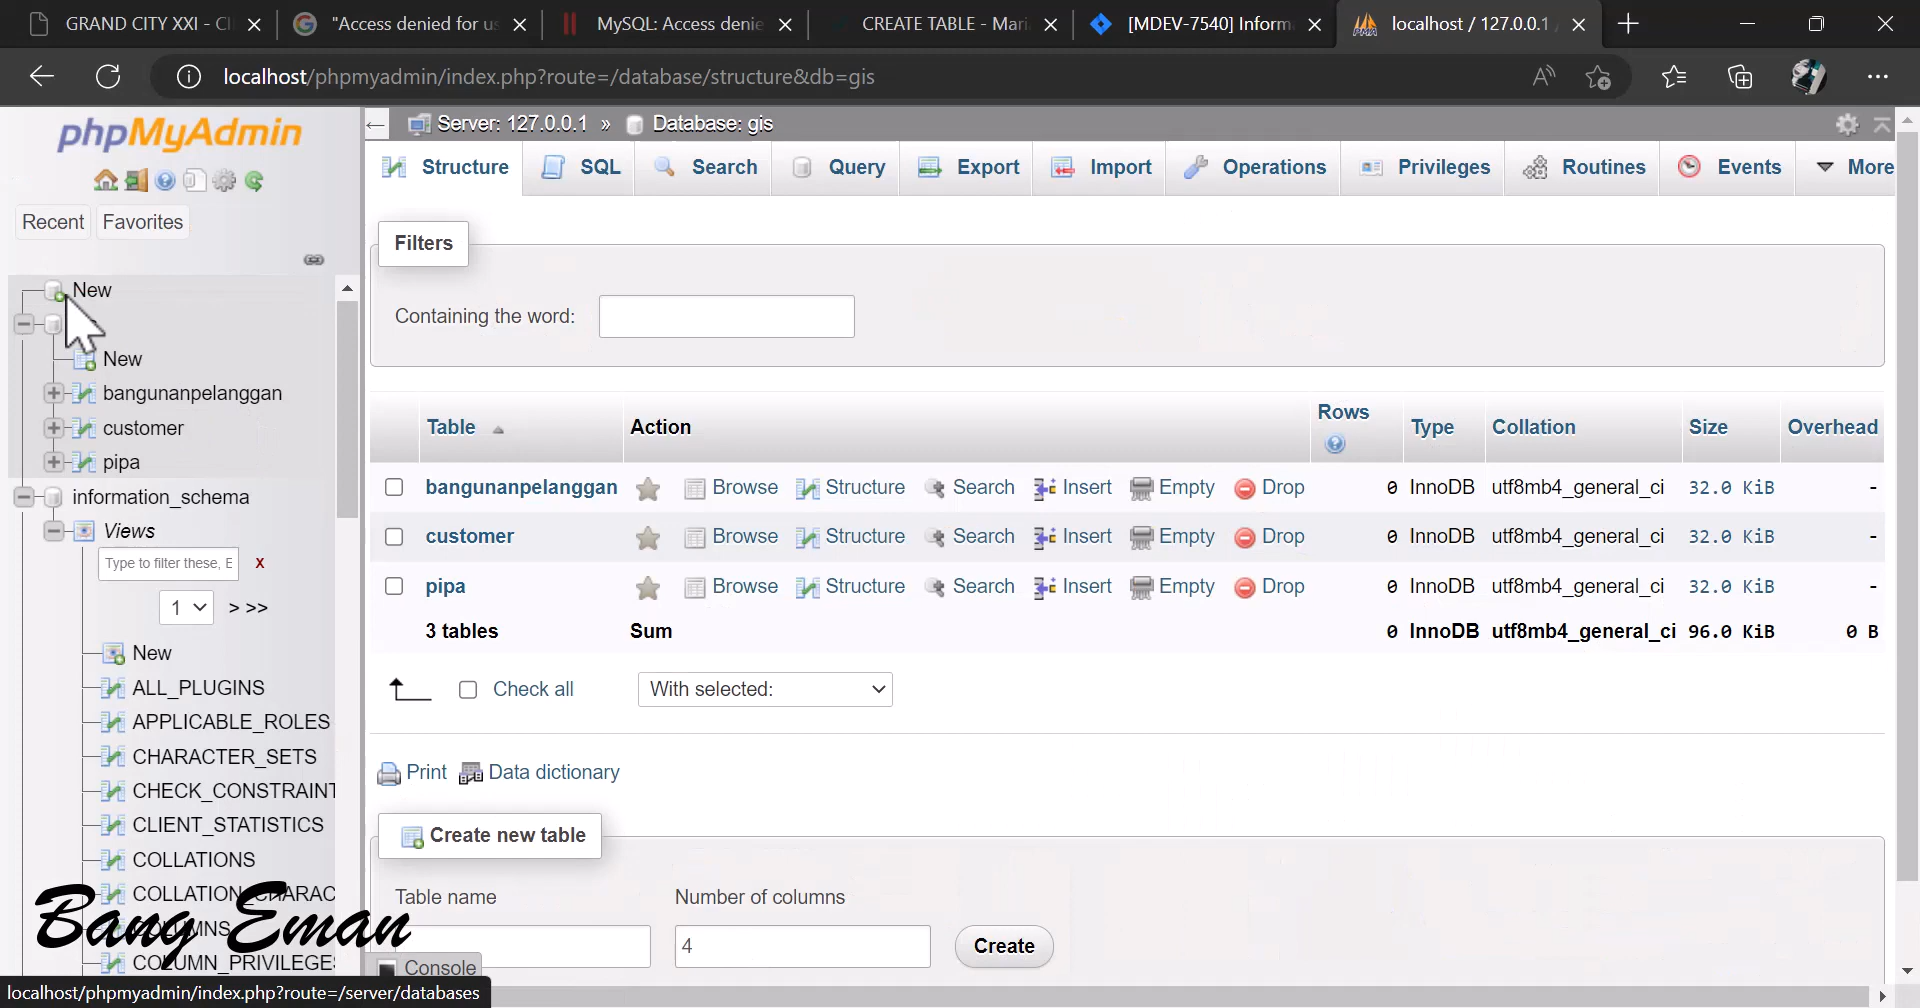 GRAND CITY XXI - CI
"Access denied for us
MySQL: Access denie
CREATE TABLE - Mari
[MDEV-7540] Inform
localhost / 127.0.0.1 /
localhost/phpmyadmin/index.php?route=/database/structure&db=gis
phpMyAdmin
Recent Favorites
New
New
bangunanpelanggan
customer
pipa
information_schema
Views
Type to filter these, E X
1 > >>
New
ALL_PLUGINS
APPLICABLE_ROLES
CHARACTER_SETS
CHECK_CONSTRAINT
CLIENT_STATISTICS
COLLATIONS
COLLATION_CHARAC
COLUMNS
COLUMN_PRIVILEGES
Server: 127.0.0.1 » Database: gis
Structure SQL Search Query Export Import Operations Privileges Routines Events More
Filters
Containing the word:
Table Action Rows Type Collation Size Overhead
bangunanpelanggan Browse Structure Search Insert Empty Drop 0 InnoDB utf8mb4_general_ci 32.0 KiB -
customer Browse Structure Search Insert Empty Drop 0 InnoDB utf8mb4_general_ci 32.0 KiB -
pipa Browse Structure Search Insert Empty Drop 0 InnoDB utf8mb4_general_ci 32.0 KiB -
3 tables Sum 0 InnoDB utf8mb4_general_ci 96.0 KiB 0 B
Check all With selected:
Print Data dictionary
Create new table
Table name Number of columns
4 Create
Console
Bang Eman
localhost/phpmyadmin/index.php?route=/server/databases